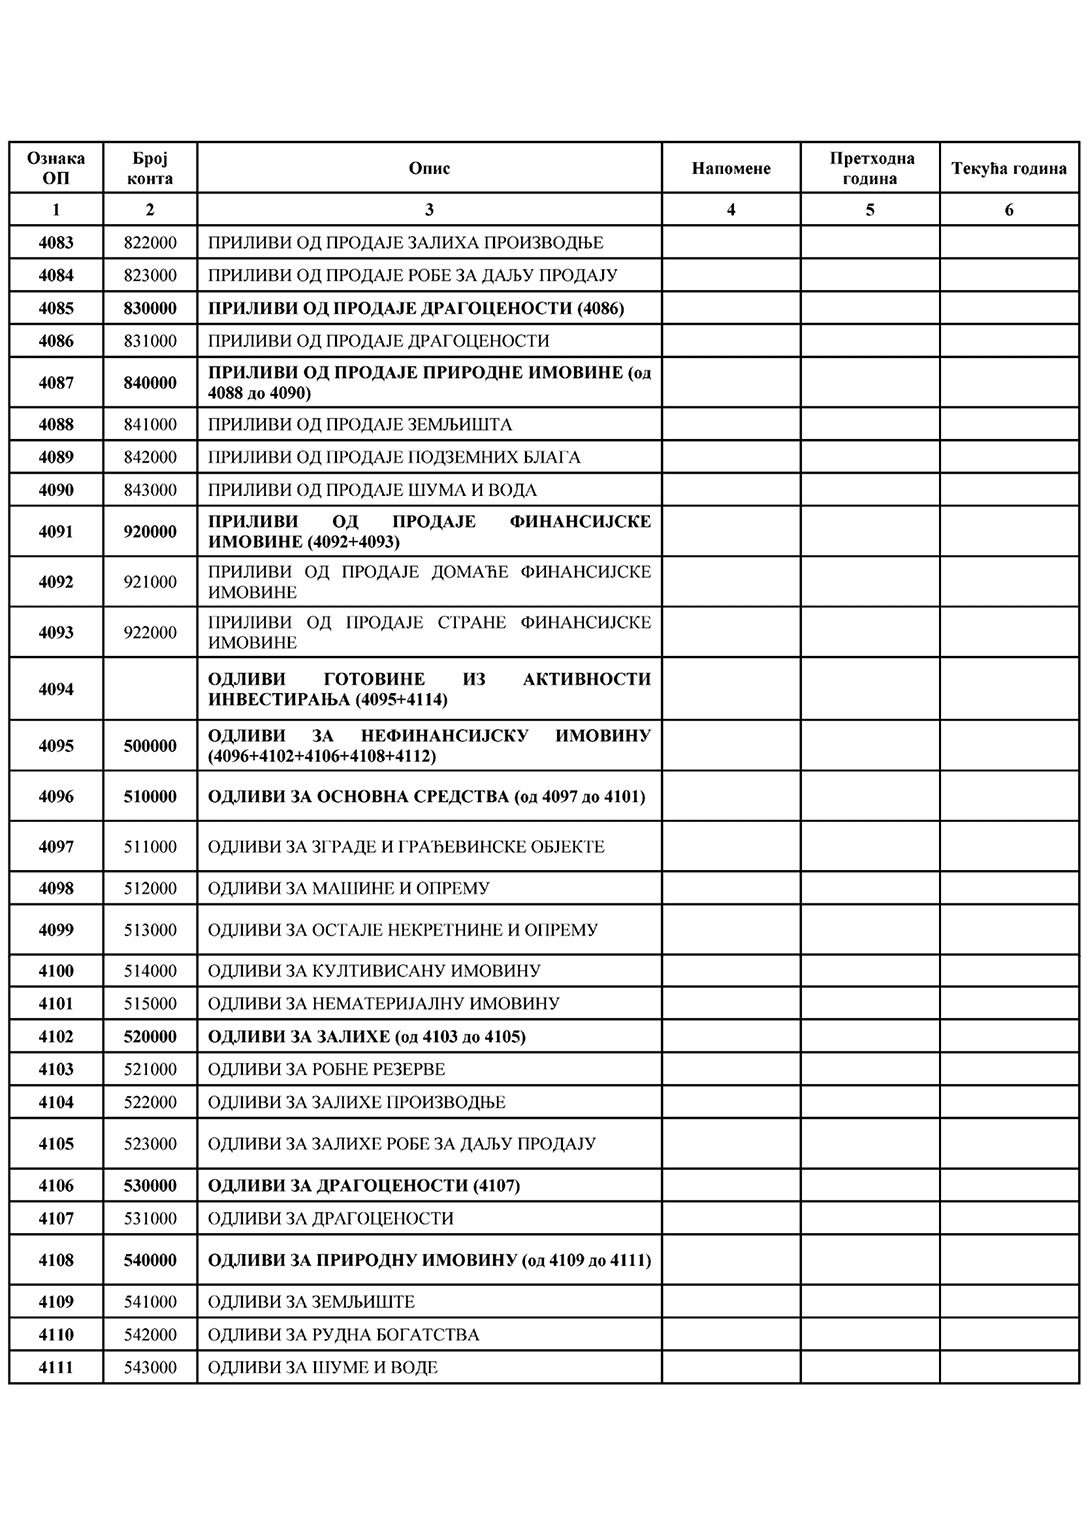 Ознака ОП Број конта Опис Напомене Претходна година Текућа година
1 2 3 4 5 6
4083 822000 ПРИЛИВИ ОД ПРОДАЈЕ ЗАЛИХА ПРОИЗВОДЊЕ
4084 823000 ПРИЛИВИ ОД ПРОДАЈЕ РОБЕ ЗА ДАЉУ ПРОДАЈУ
4085 830000 ПРИЛИВИ ОД ПРОДАЈЕ ДРАГОЦЕНОСТИ (4086)
4086 831000 ПРИЛИВИ ОД ПРОДАЈЕ ДРАГОЦЕНОСТИ
4087 840000 ПРИЛИВИ ОД ПРОДАЈЕ ПРИРОДНЕ ИМОВИНЕ (од
4088 до 4090)
4088 841000 ПРИЛИВИ ОД ПРОДАЈЕ ЗЕМЉИШТА
4089 842000 ПРИЛИВИ ОД ПРОДАЈЕ ПОДЗЕМНИХ БЛАГА
4090 843000 ПРИЛИВИ ОД ПРОДАЈЕ ШУМА И ВОДА
4091 920000 ПРИЛИВИ ОД ПРОДАЈЕ ФИНАНСИЈСКЕ
ИМОВИНЕ (4092+4093)
4092 921000 ПРИЛИВИ ОД ПРОДАЈЕ ДОМАЋЕ ФИНАНСИЈСКЕ
ИМОВИНЕ
4093 922000 ПРИЛИВИ ОД ПРОДАЈЕ СТРАНЕ ФИНАНСИЈСКЕ
ИМОВИНЕ
4094 ОДЛИВИ ГОТОВИНЕ ИЗ АКТИВНОСТИ
ИНВЕСТИРАЊА (4095+4114)
4095 500000 ОДЛИВИ ЗА НЕФИНАНСИЈСКУ ИМОВИНУ
(4096+4102+4106+4108+4112)
4096 510000 ОДЛИВИ ЗА ОСНОВНА СРЕДСТВА (од 4097 до 4101)
4097 511000 ОДЛИВИ ЗА ЗГРАДЕ И ГРАЂЕВИНСКЕ ОБЈЕКТЕ
4098 512000 ОДЛИВИ ЗА МАШИНЕ И ОПРЕМУ
4099 513000 ОДЛИВИ ЗА ОСТАЛЕ НЕКРЕТНИНЕ И ОПРЕМУ
4100 514000 ОДЛИВИ ЗА КУЛТИВИСАНУ ИМОВИНУ
4101 515000 ОДЛИВИ ЗА НЕМАТЕРИЈАЛНУ ИМОВИНУ
4102 520000 ОДЛИВИ ЗА ЗАЛИХЕ (од 4103 до 4105)
4103 521000 ОДЛИВИ ЗА РОБНЕ РЕЗЕРВЕ
4104 522000 ОДЛИВИ ЗА ЗАЛИХЕ ПРОИЗВОДЊЕ
4105 523000 ОДЛИВИ ЗА ЗАЛИХЕ РОБЕ ЗА ДАЉУ ПРОДАЈУ
4106 530000 ОДЛИВИ ЗА ДРАГОЦЕНОСТИ (4107)
4107 531000 ОДЛИВИ ЗА ДРАГОЦЕНОСТИ
4108 540000 ОДЛИВИ ЗА ПРИРОДНУ ИМОВИНУ (од 4109 до 4111)
4109 541000 ОДЛИВИ ЗА ЗЕМЉИШТЕ
4110 542000 ОДЛИВИ ЗА РУДНА БОГАТСТВА
4111 543000 ОДЛИВИ ЗА ШУМЕ И ВОДЕ